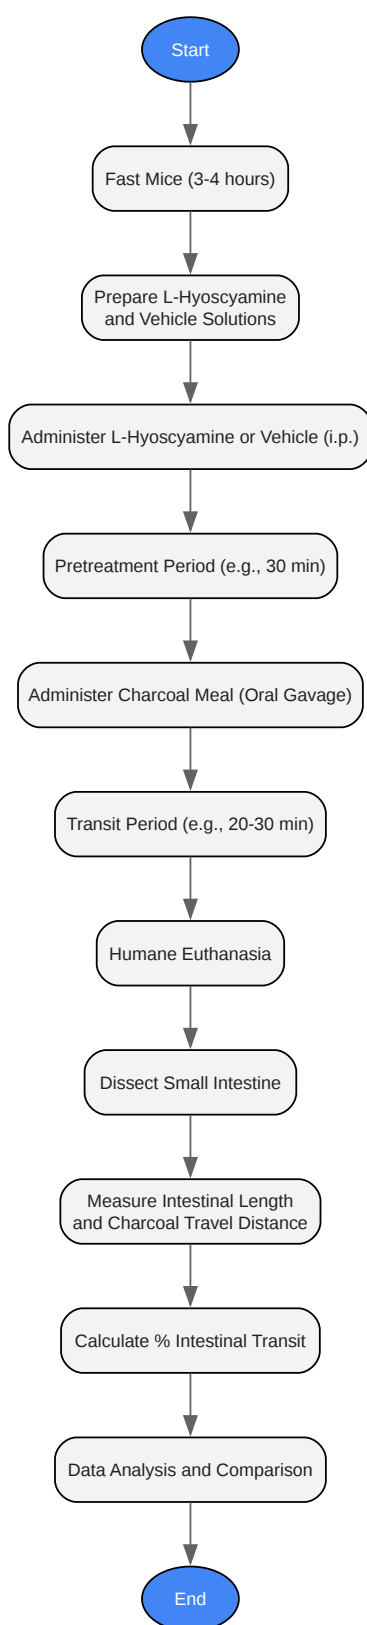 Start
Fast Mice (3-4 hours)
Prepare L-Hyoscyamine
and Vehicle Solutions
Administer L-Hyoscyamine or Vehicle (i.p.)
Pretreatment Period (e.g., 30 min)
Administer Charcoal Meal (Oral Gavage)
Transit Period (e.g., 20-30 min)
Humane Euthanasia
Dissect Small Intestine
Measure Intestinal Length
and Charcoal Travel Distance
Calculate % Intestinal Transit
Data Analysis and Comparison
End